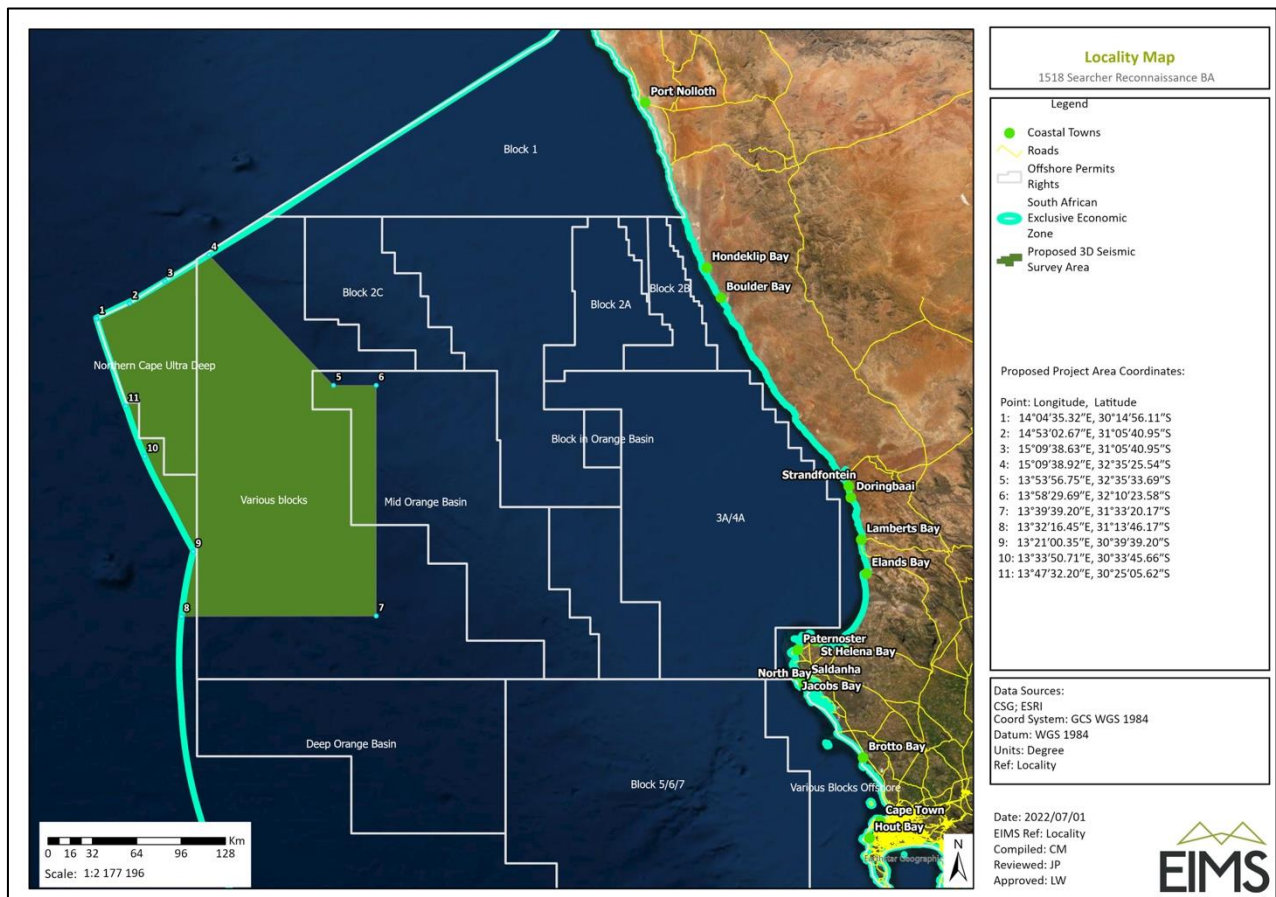 Port Nolloth
Block 1
4
3
2
1
Hondeklip Bay
Block 2C
Block 2A
Block 2B
Boulder Bay
Northern Cape Ultra Deep
5
6
11
10
Block in Orange Basin
Various blocks
Mid Orange Basin
Strandfontein
Doringbaai
3A/4A
Lamberts Bay
9
Elands Bay
8
7
Paternoster
St Helena Bay
North Bay
Saldanha
Jacobs Bay
Deep Orange Basin
Brotto Bay
Block 5/6/7
Various Blocks Offshore
Cape Town
Hout Bay
0 16 32 64 96 128 Km
Scale: 1:2 177 196
N
Locality Map
1518 Searcher Reconnaissance BA
Legend
Coastal Towns
Roads
Offshore Permits
Rights
South African
Exclusive Economic
Zone
Proposed 3D Seismic
Survey Area
Proposed Project Area Coordinates:
Point: Longitude, Latitude
1: 14°04'35.32"E, 30°14'56.11"S
2: 14°53'02.67"E, 31°05'40.95"S
3: 15°09'38.63"E, 31°05'40.95"S
4: 15°09'38.92"E, 32°35'25.54"S
5: 13°53'56.75"E, 32°35'33.69"S
6: 13°58'29.69"E, 32°10'23.58"S
7: 13°39'39.20"E, 31°33'20.17"S
8: 13°32'16.45"E, 31°13'46.17"S
9: 13°21'00.35"E, 30°39'39.20"S
10: 13°33'50.71"E, 30°33'45.66"S
11: 13°47'32.20"E, 30°25'05.62"S
Data Sources:
CSG; ESRI
Coord System: GCS WGS 1984
Datum: WGS 1984
Units: Degree
Ref: Locality
Date: 2022/07/01
EIMS Ref: Locality
Compiled: CM
Reviewed: JP
Approved: LW
EIMS